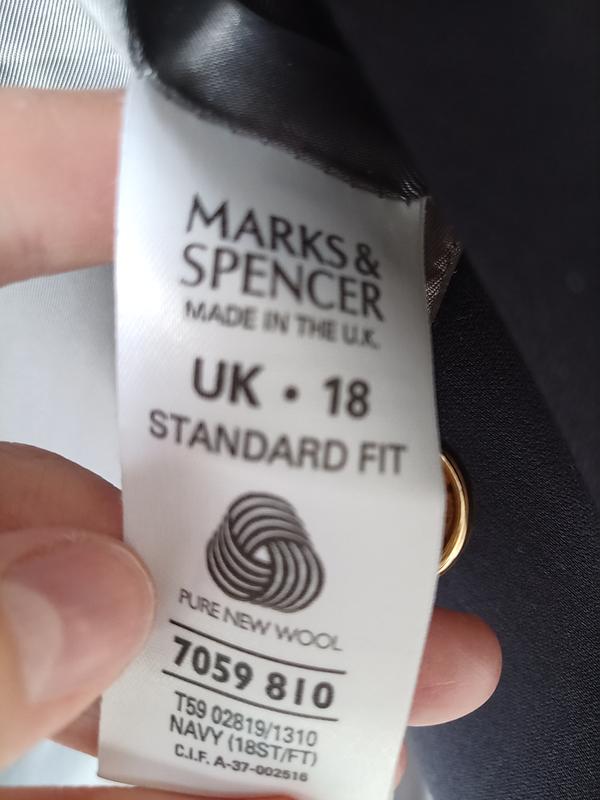 MARKS &
SPENCER
MADE IN THE U.K.
UK • 18
STANDARD FIT
PURE NEW WOOL
7059 810
T59 02819/1310
NAVY (18ST/FT)
C.I.F. A-37-002516